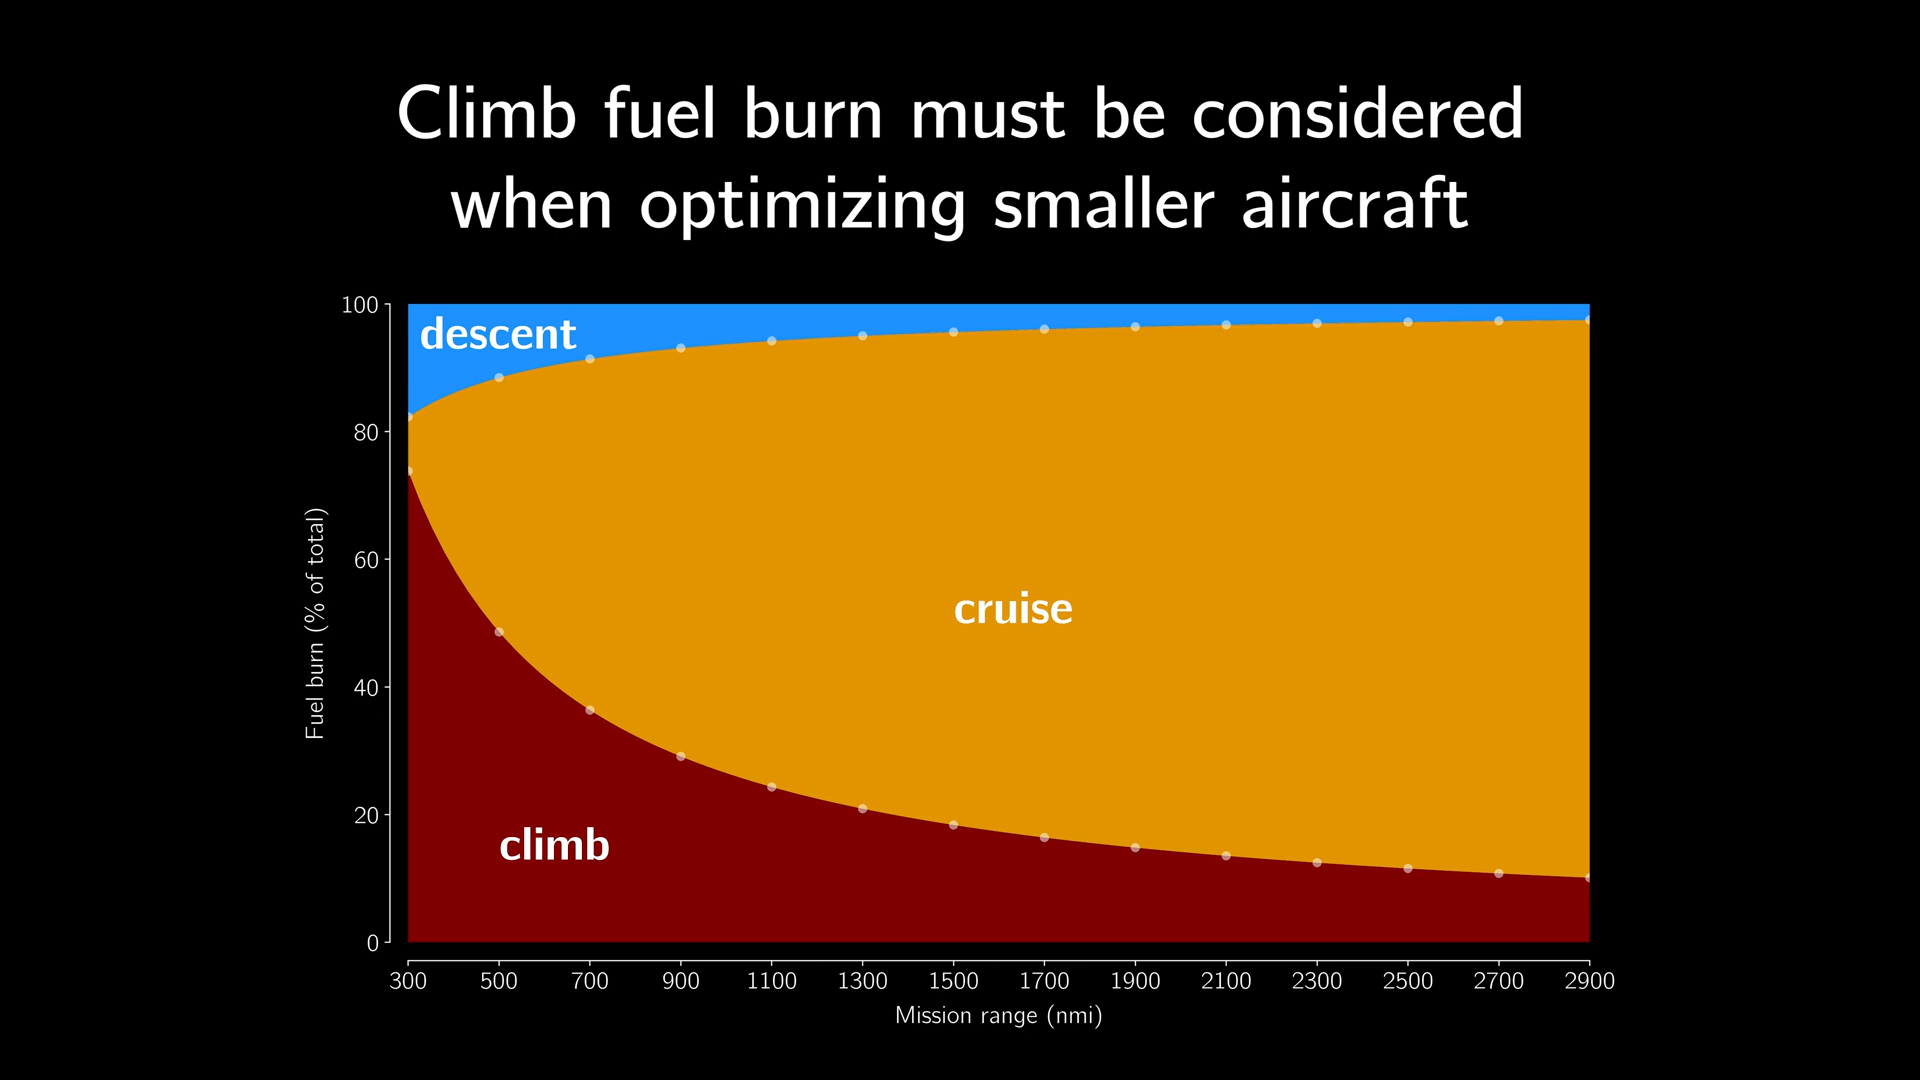 Climb fuel burn must be considered
when optimizing smaller aircraft
100
80
60
40
20
0
Fuel burn (% of total)
descent
cruise
climb
300 500 700 900 1100 1300 1500 1700 1900 2100 2300 2500 2700 2900
Mission range (nmi)